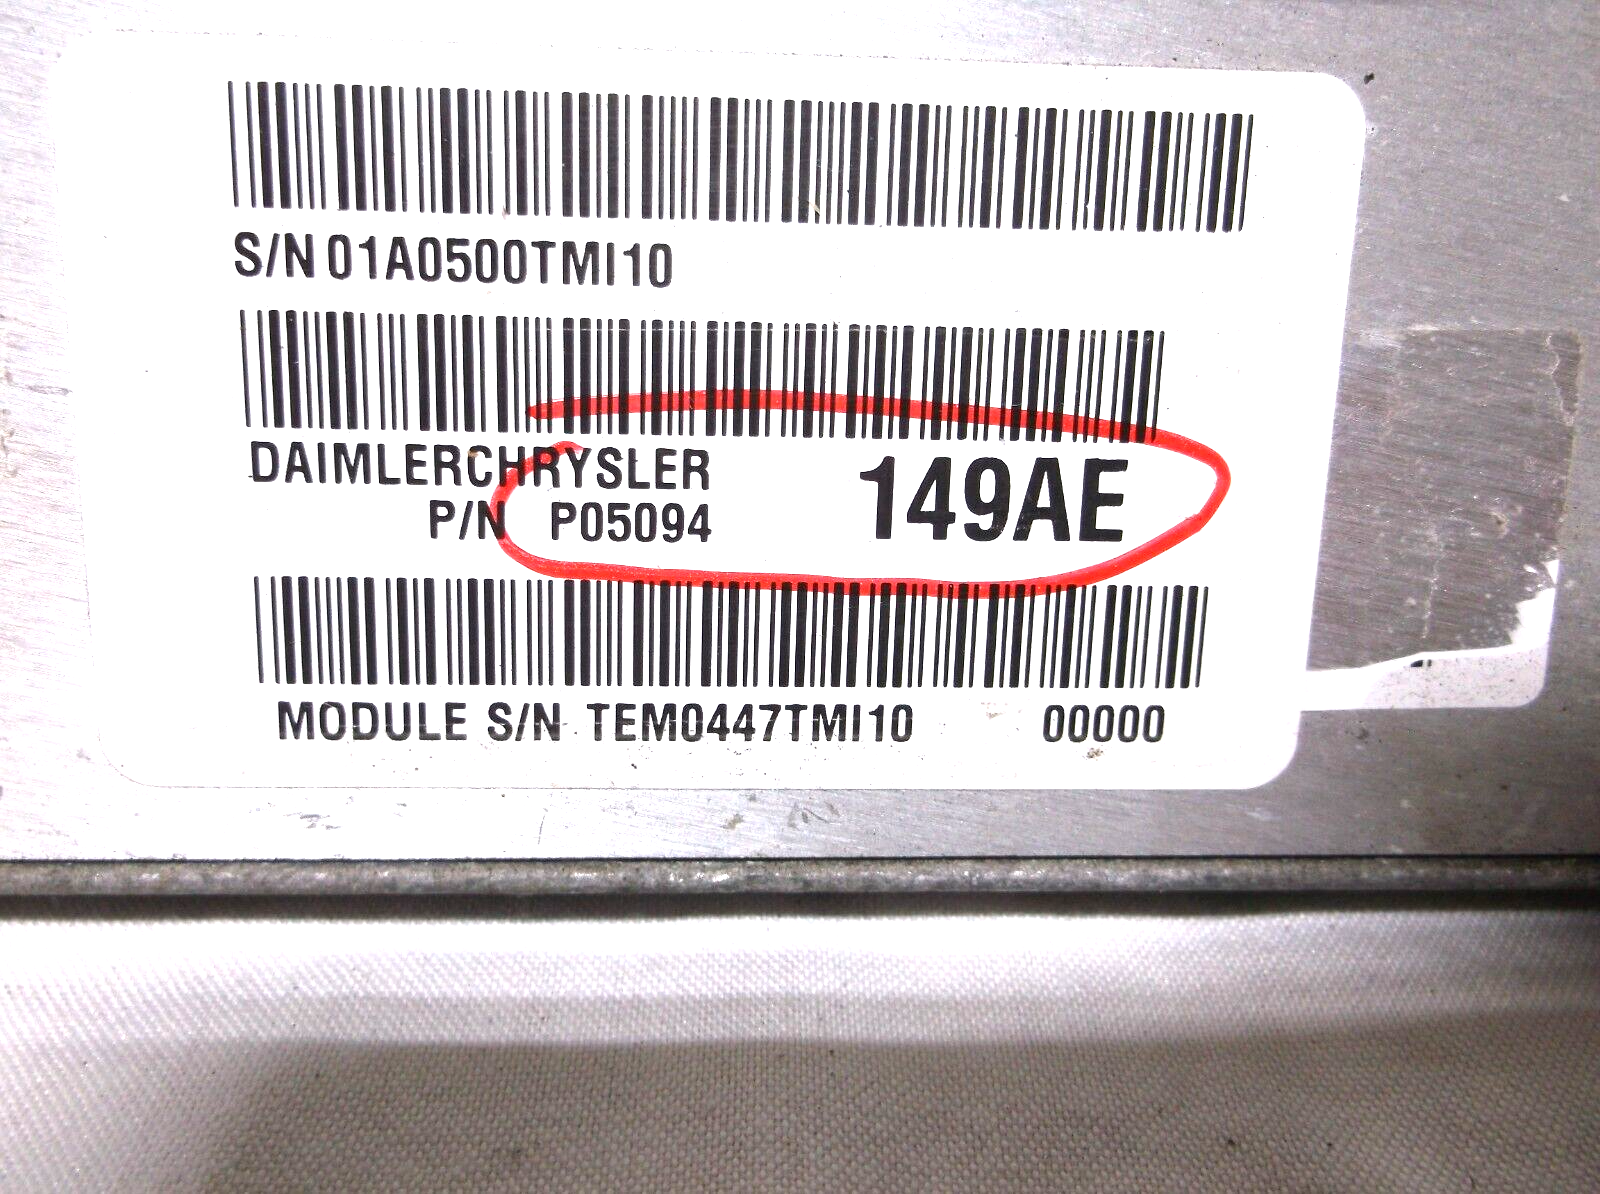 S/N 01A0500TMI10
DAIMLERCHRYSLER
P/N P05094 149AE
MODULE S/N TEM0447TMI10 00000